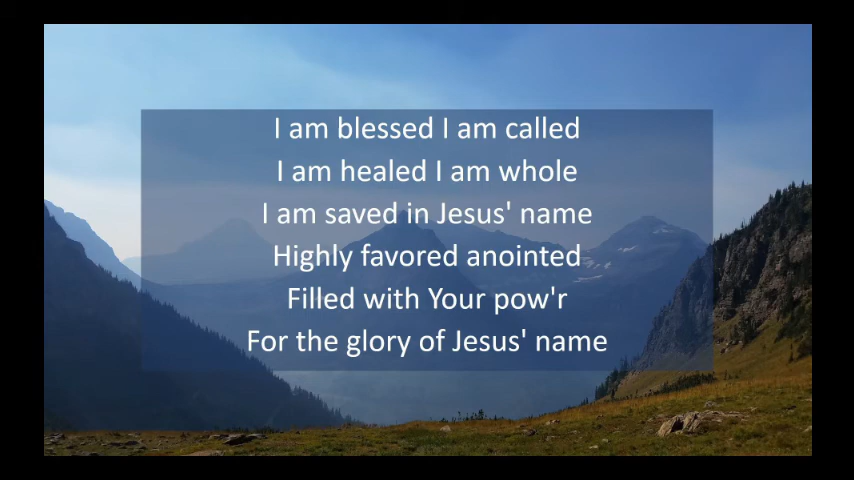 I am blessed I am called
I am healed I am whole
I am saved in Jesus' name
Highly favored anointed
Filled with Your pow'r
For the glory of Jesus' name